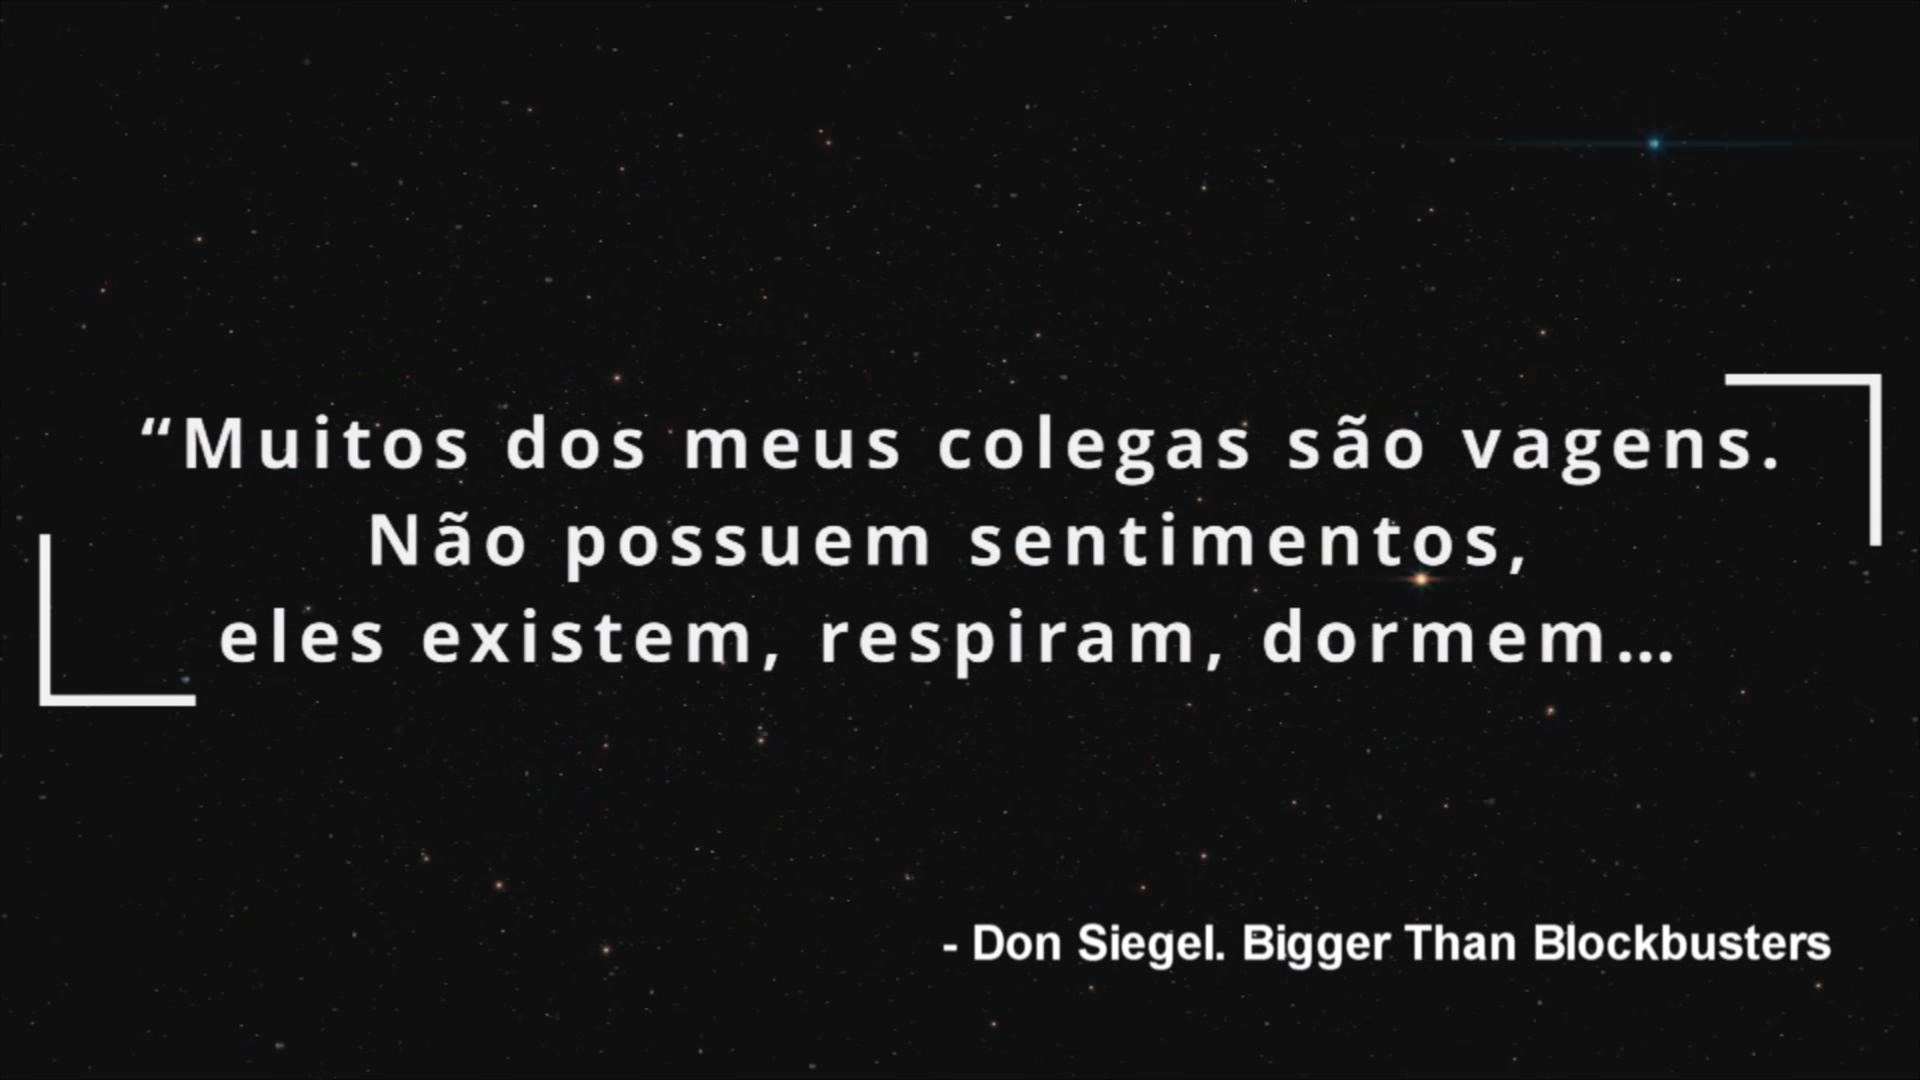 “Muitos dos meus colegas são vagens.
Não possuem sentimentos,
eles existem, respiram, dormem...
- Don Siegel. Bigger Than Blockbusters